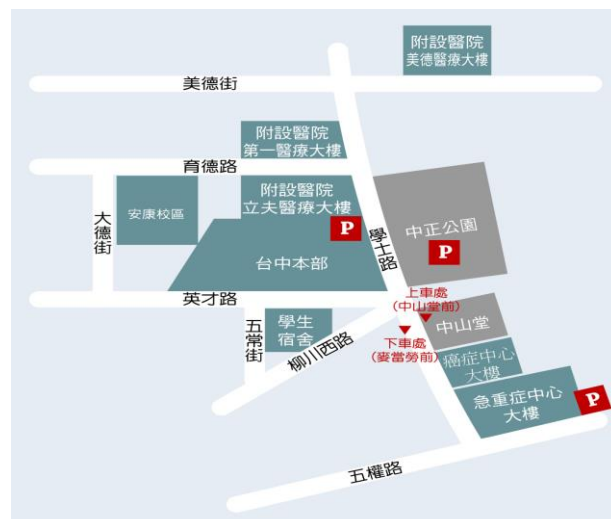 附設醫院
美德醫療大樓
美德街
附設醫院
第一醫療大樓
育德路
大德街
安康校區
附設醫院
立夫醫療大樓
P
台中本部
學士路
中正公園
P
英才路
上車處
(中山堂前)
五常街
學生
宿舍
柳川西路
下車處
(麥當勞前)
中山堂
癌症中心
大樓
急重症中心
大樓
P
五權路